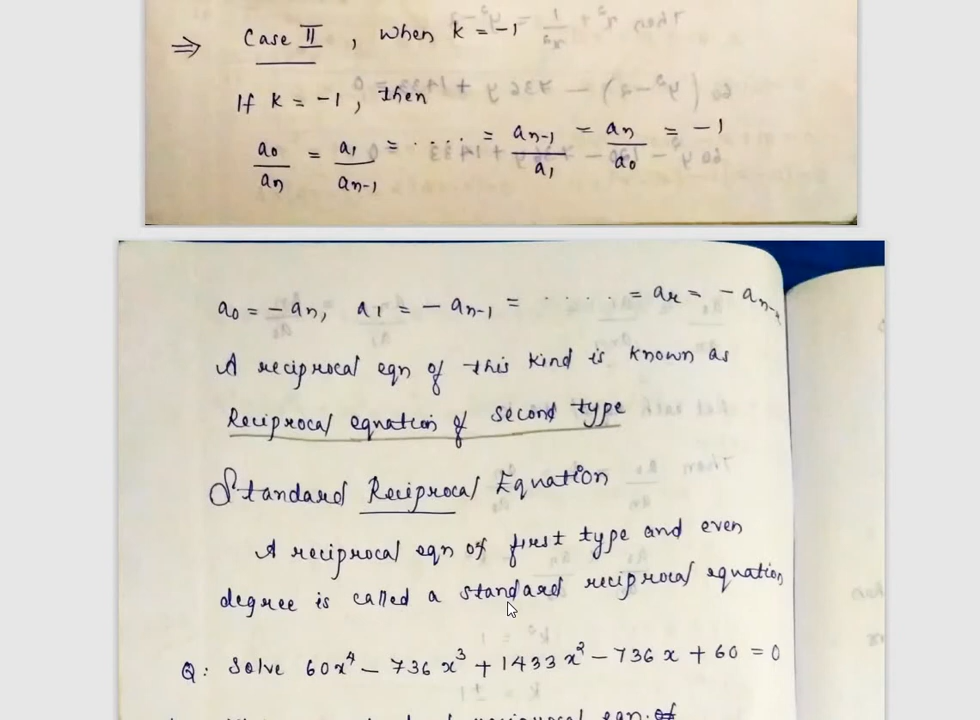 ⇒ Case II, when k = -1
If k = -1, then
a₀/aₙ = a₁/aₙ₋₁ = ..... = aₙ₋₁/a₁ = aₙ/a₀ = -1
a₀ = -aₙ, a₁ = -aₙ₋₁ = ..... = aᵣ = -aₙ₋ᵣ
A reciprocal eqn of this kind is known as
Reciprocal equation of second type
Standard Reciprocal Equation
A reciprocal eqn of first type and even
degree is called a standard reciprocal equation
Q: Solve 60x⁴ - 736x³ + 1433x² - 736x + 60 = 0
reciprocal eqn. of